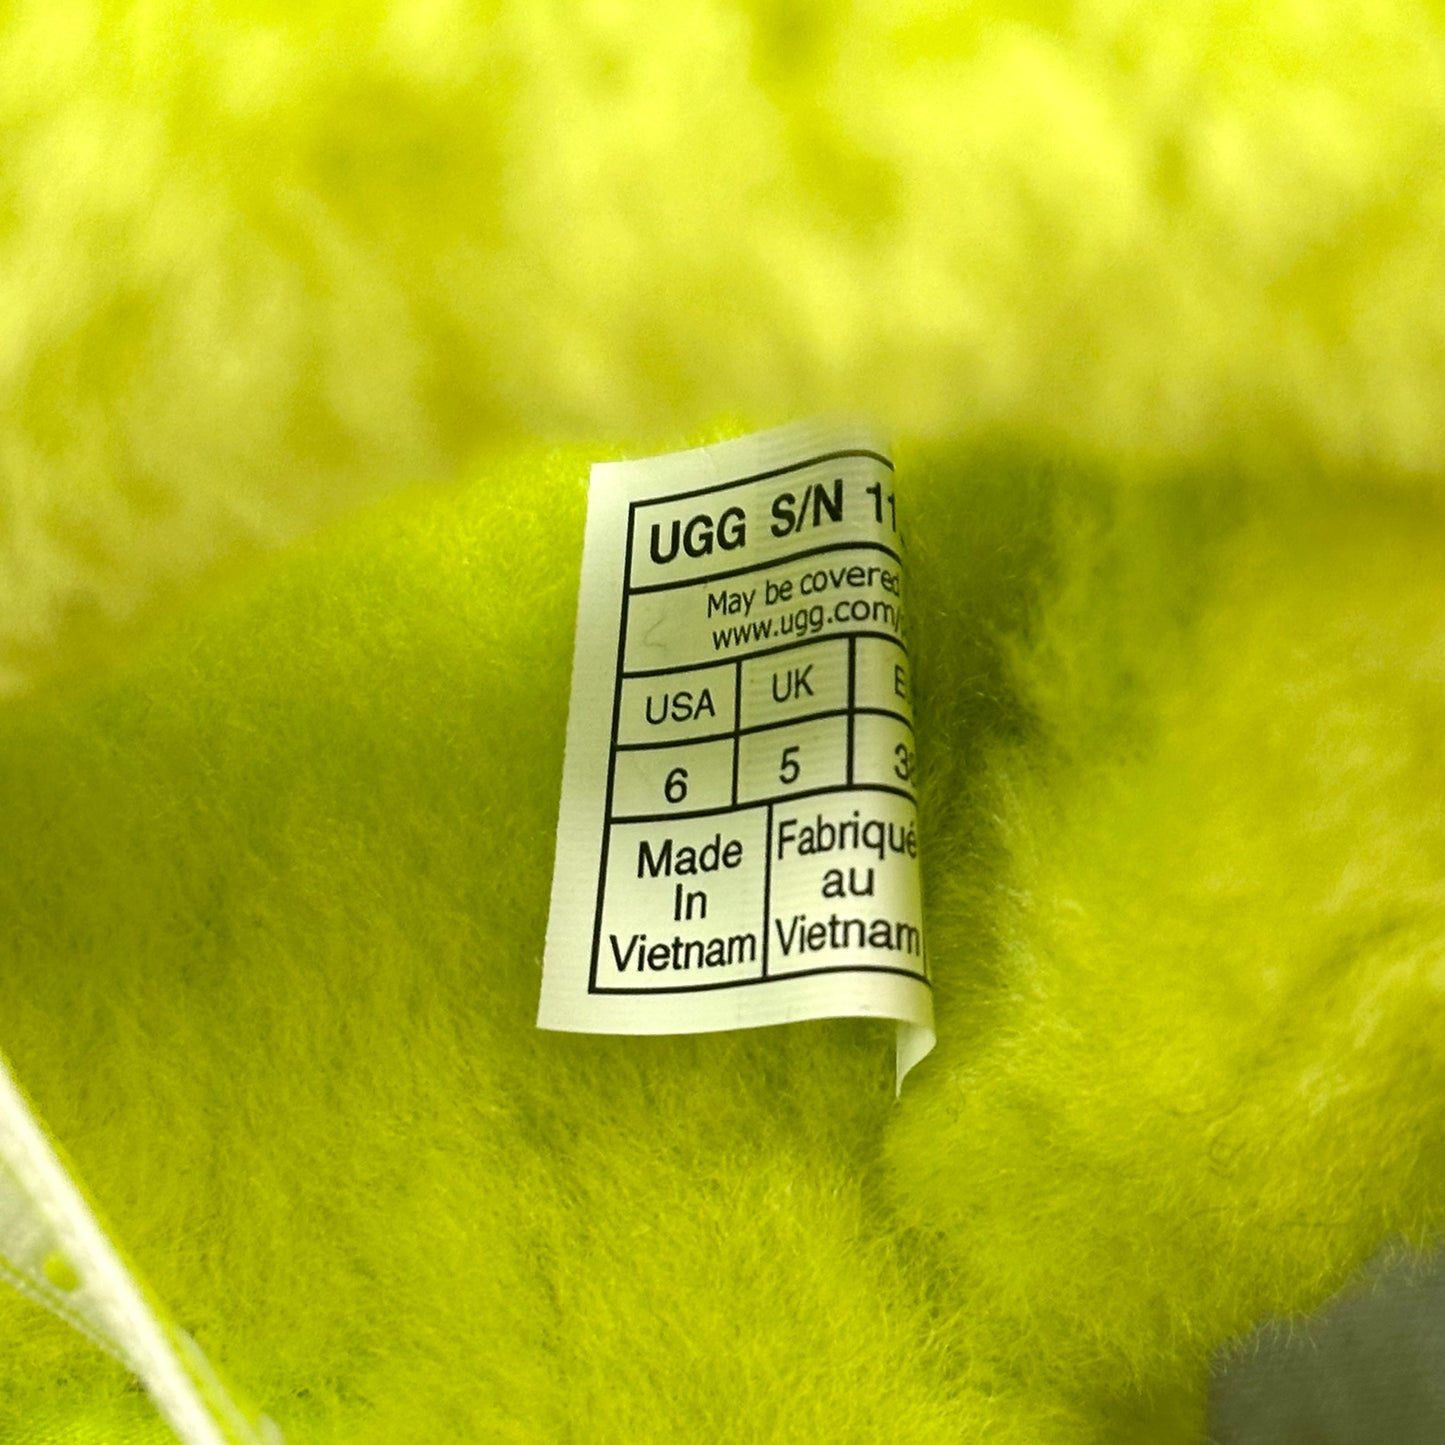 UGG S/N 11
May be covered
www.ugg.com/
USA UK
6 5
Made
In
Vietnam
Fabriqué
au
Vietnam